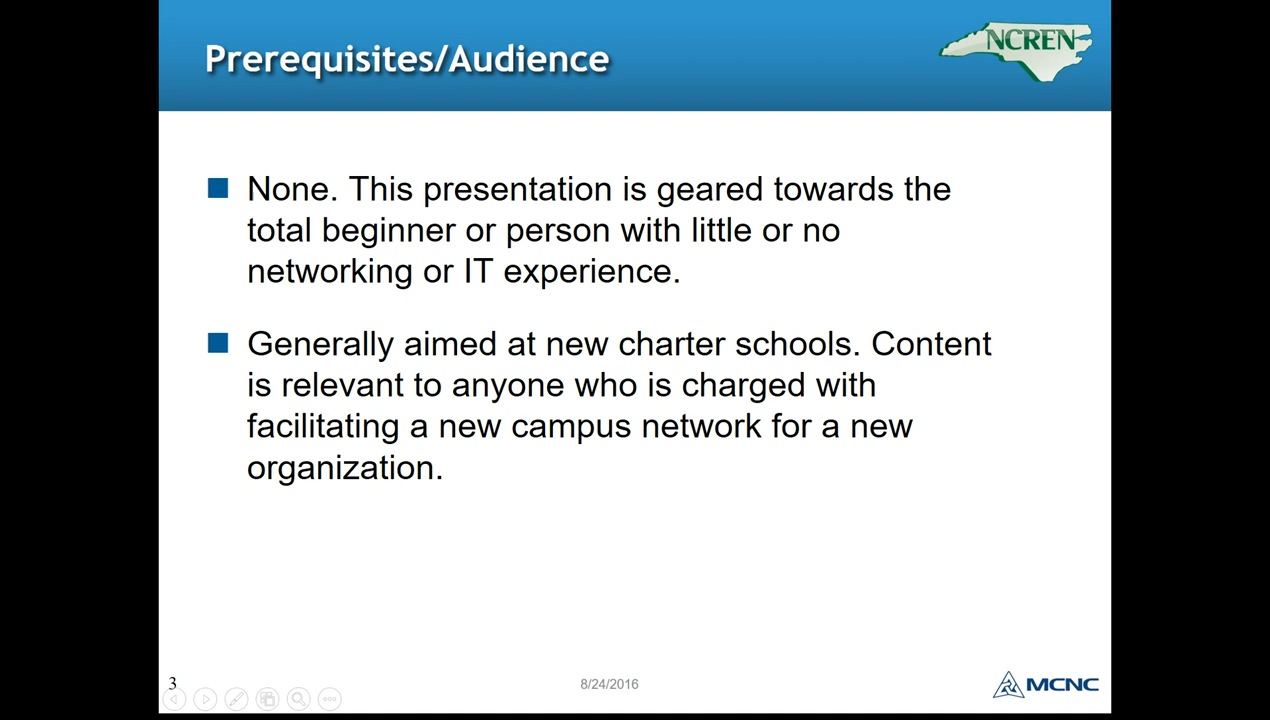 Prerequisites/Audience
NCREN
None. This presentation is geared towards the
total beginner or person with little or no
networking or IT experience.
Generally aimed at new charter schools. Content
is relevant to anyone who is charged with
facilitating a new campus network for a new
organization.
3
8/24/2016
MCNC